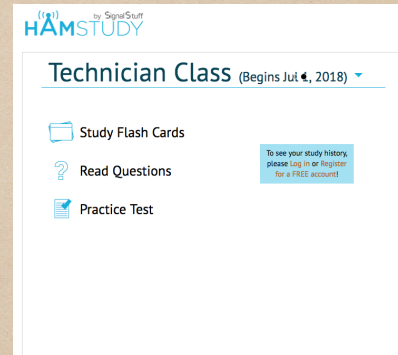 by SignalStuff
HAMSTUDY
Technician Class (Begins Jul , 2018)
Study Flash Cards
Read Questions
Practice Test
To see your study history,
please Log in or Register
for a FREE account!